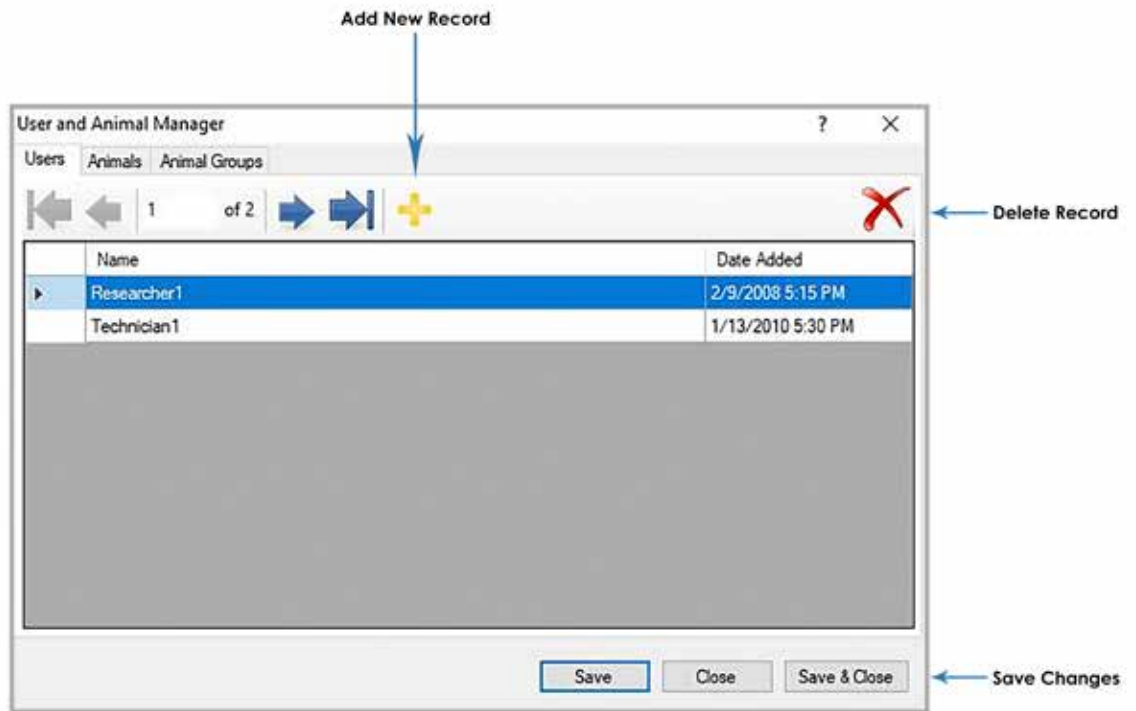 Add New Record
User and Animal Manager ?
Users Animals Animal Groups
1 of 2
Delete Record
Name Date Added
Researcher1 2/9/2008 5:15 PM
Technician1 1/13/2010 5:30 PM
Save Close Save & Close
Save Changes